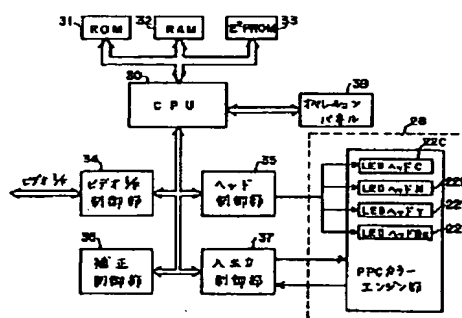 31
ROM
32
RAM
33
E²PROM
30
CPU
39
オペレーション
パネル
28
22C
LEDヘッドC
LEDヘッドM
22
LEDヘッドY
22
LEDヘッドBK
22
PPCカラー
エンジン部
34
ビデオI/F
ビデオI/F
制御部
35
ヘッド
制御部
36
補正
制御部
37
入出力
制御部